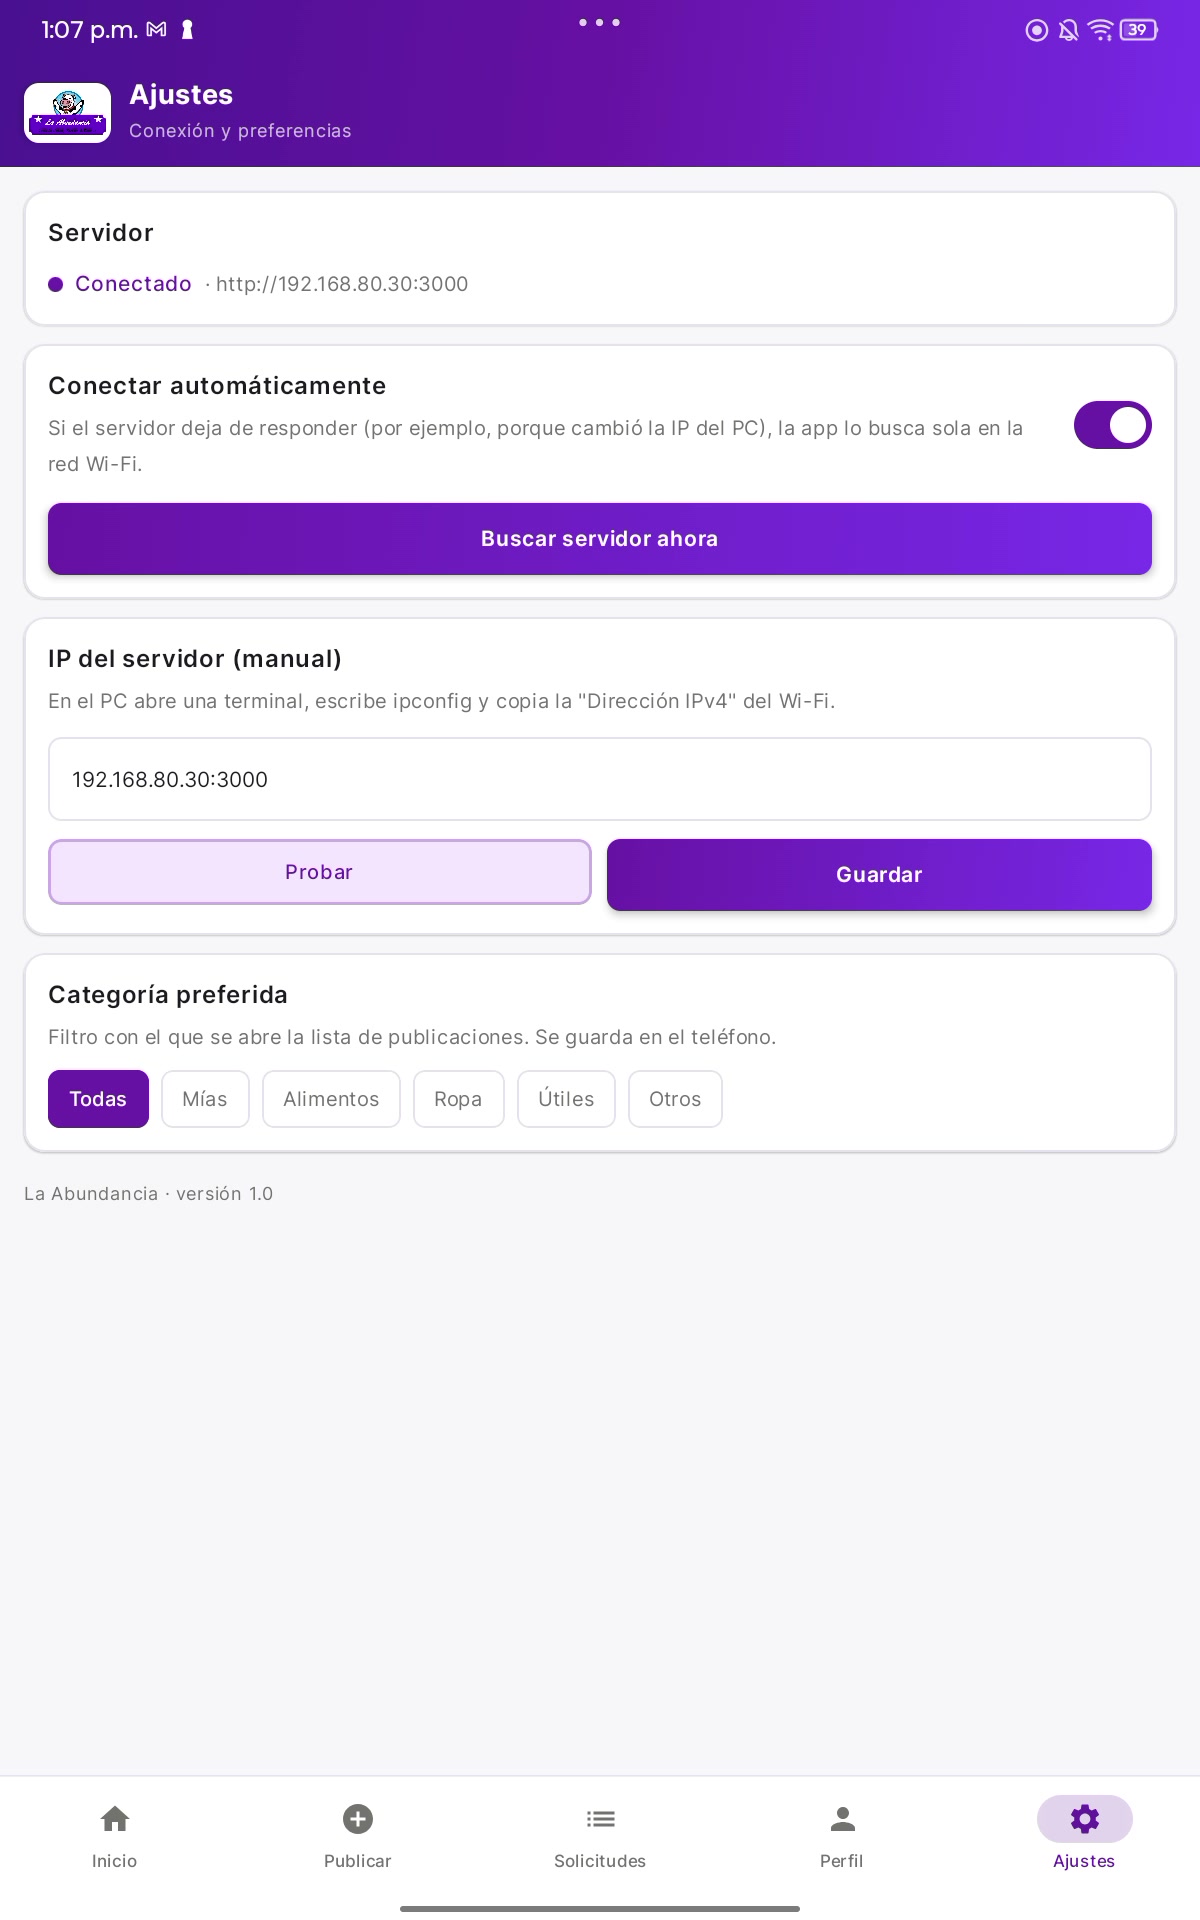 1:07 p.m.
39
La Abundancia
Ajustes
Conexión y preferencias
Servidor
Conectado · http://192.168.80.30:3000
Conectar automáticamente
Si el servidor deja de responder (por ejemplo, porque cambió la IP del PC), la app lo busca sola en la
red Wi-Fi.
Buscar servidor ahora
IP del servidor (manual)
En el PC abre una terminal, escribe ipconfig y copia la "Dirección IPv4" del Wi-Fi.
192.168.80.30:3000
Probar Guardar
Categoría preferida
Filtro con el que se abre la lista de publicaciones. Se guarda en el teléfono.
Todas Mías Alimentos Ropa Útiles Otros
La Abundancia · versión 1.0
Inicio Publicar Solicitudes Perfil Ajustes